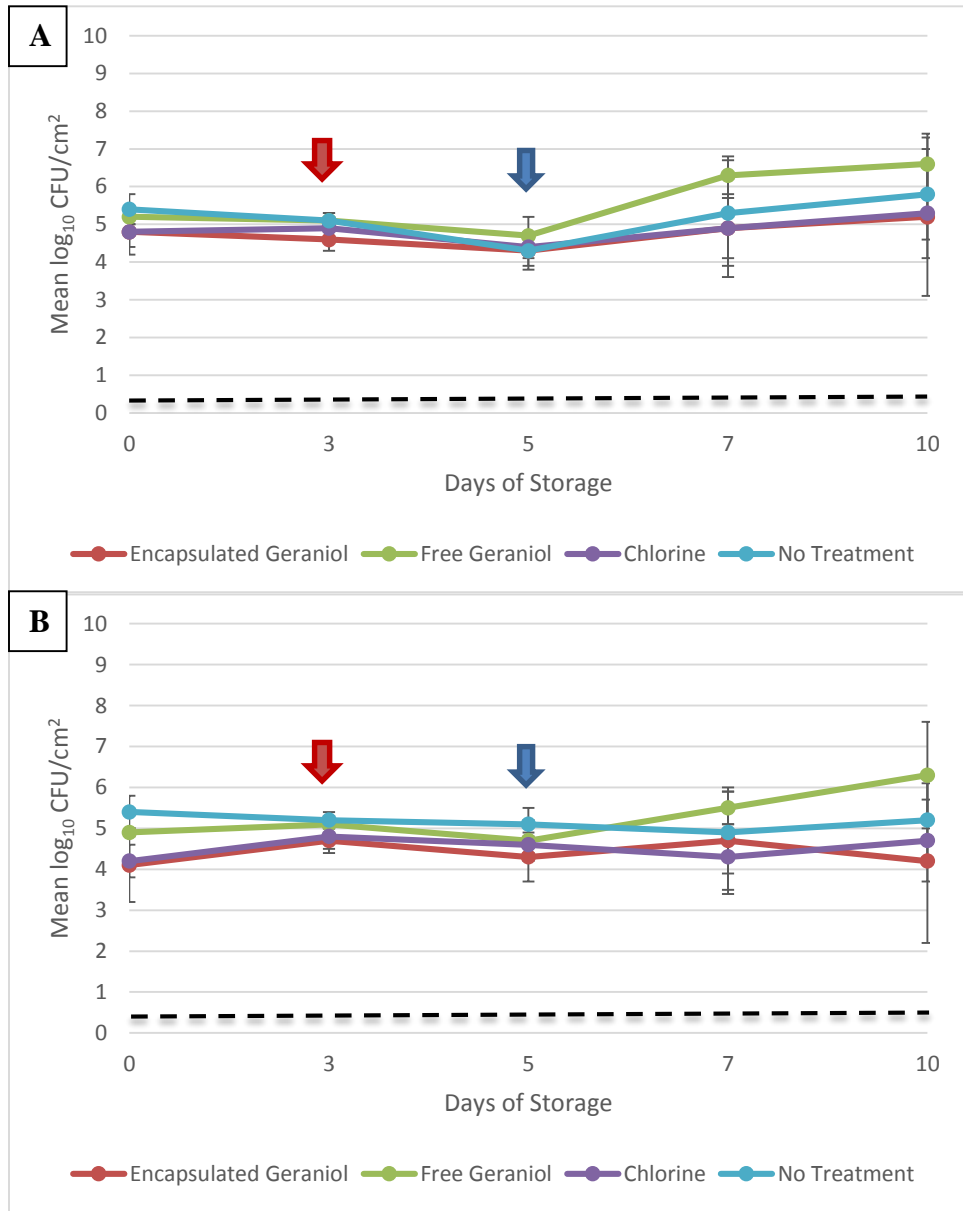 A
10
9
8
7
6
5
4
3
2
1
0
Mean log10 CFU/cm²
0 3 5 7 10
Days of Storage
Encapsulated Geraniol Free Geraniol Chlorine No Treatment
B
10
9
8
7
6
5
4
3
2
1
0
Mean log10 CFU/cm²
0 3 5 7 10
Days of Storage
Encapsulated Geraniol Free Geraniol Chlorine No Treatment